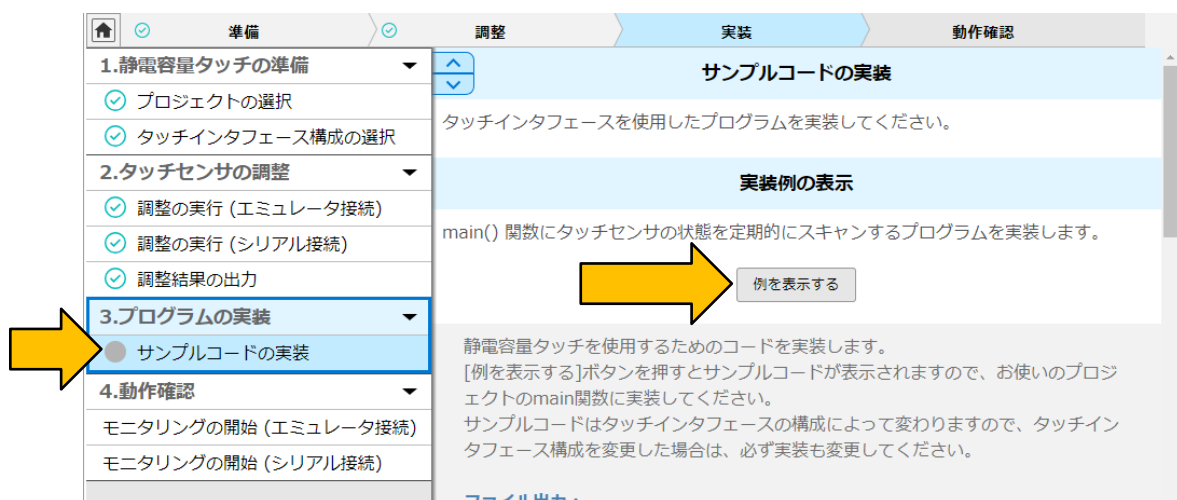 準備
調整
実装
動作確認
1.静電容量タッチの準備
プロジェクトの選択
タッチインタフェース構成の選択
2.タッチセンサの調整
調整の実行 (エミュレータ接続)
調整の実行 (シリアル接続)
調整結果の出力
3.プログラムの実装
サンプルコードの実装
4.動作確認
モニタリングの開始 (エミュレータ接続)
モニタリングの開始 (シリアル接続)
サンプルコードの実装
タッチインタフェースを使用したプログラムを実装してください。
実装例の表示
main() 関数にタッチセンサの状態を定期的にスキャンするプログラムを実装します。
例を表示する
静電容量タッチを使用するためのコードを実装します。
[例を表示する]ボタンを押すとサンプルコードが表示されますので、お使いのプロジ
ェクトのmain関数に実装してください。
サンプルコードはタッチインタフェースの構成によって変わりますので、タッチイン
タフェース構成を変更した場合は、必ず実装も変更してください。